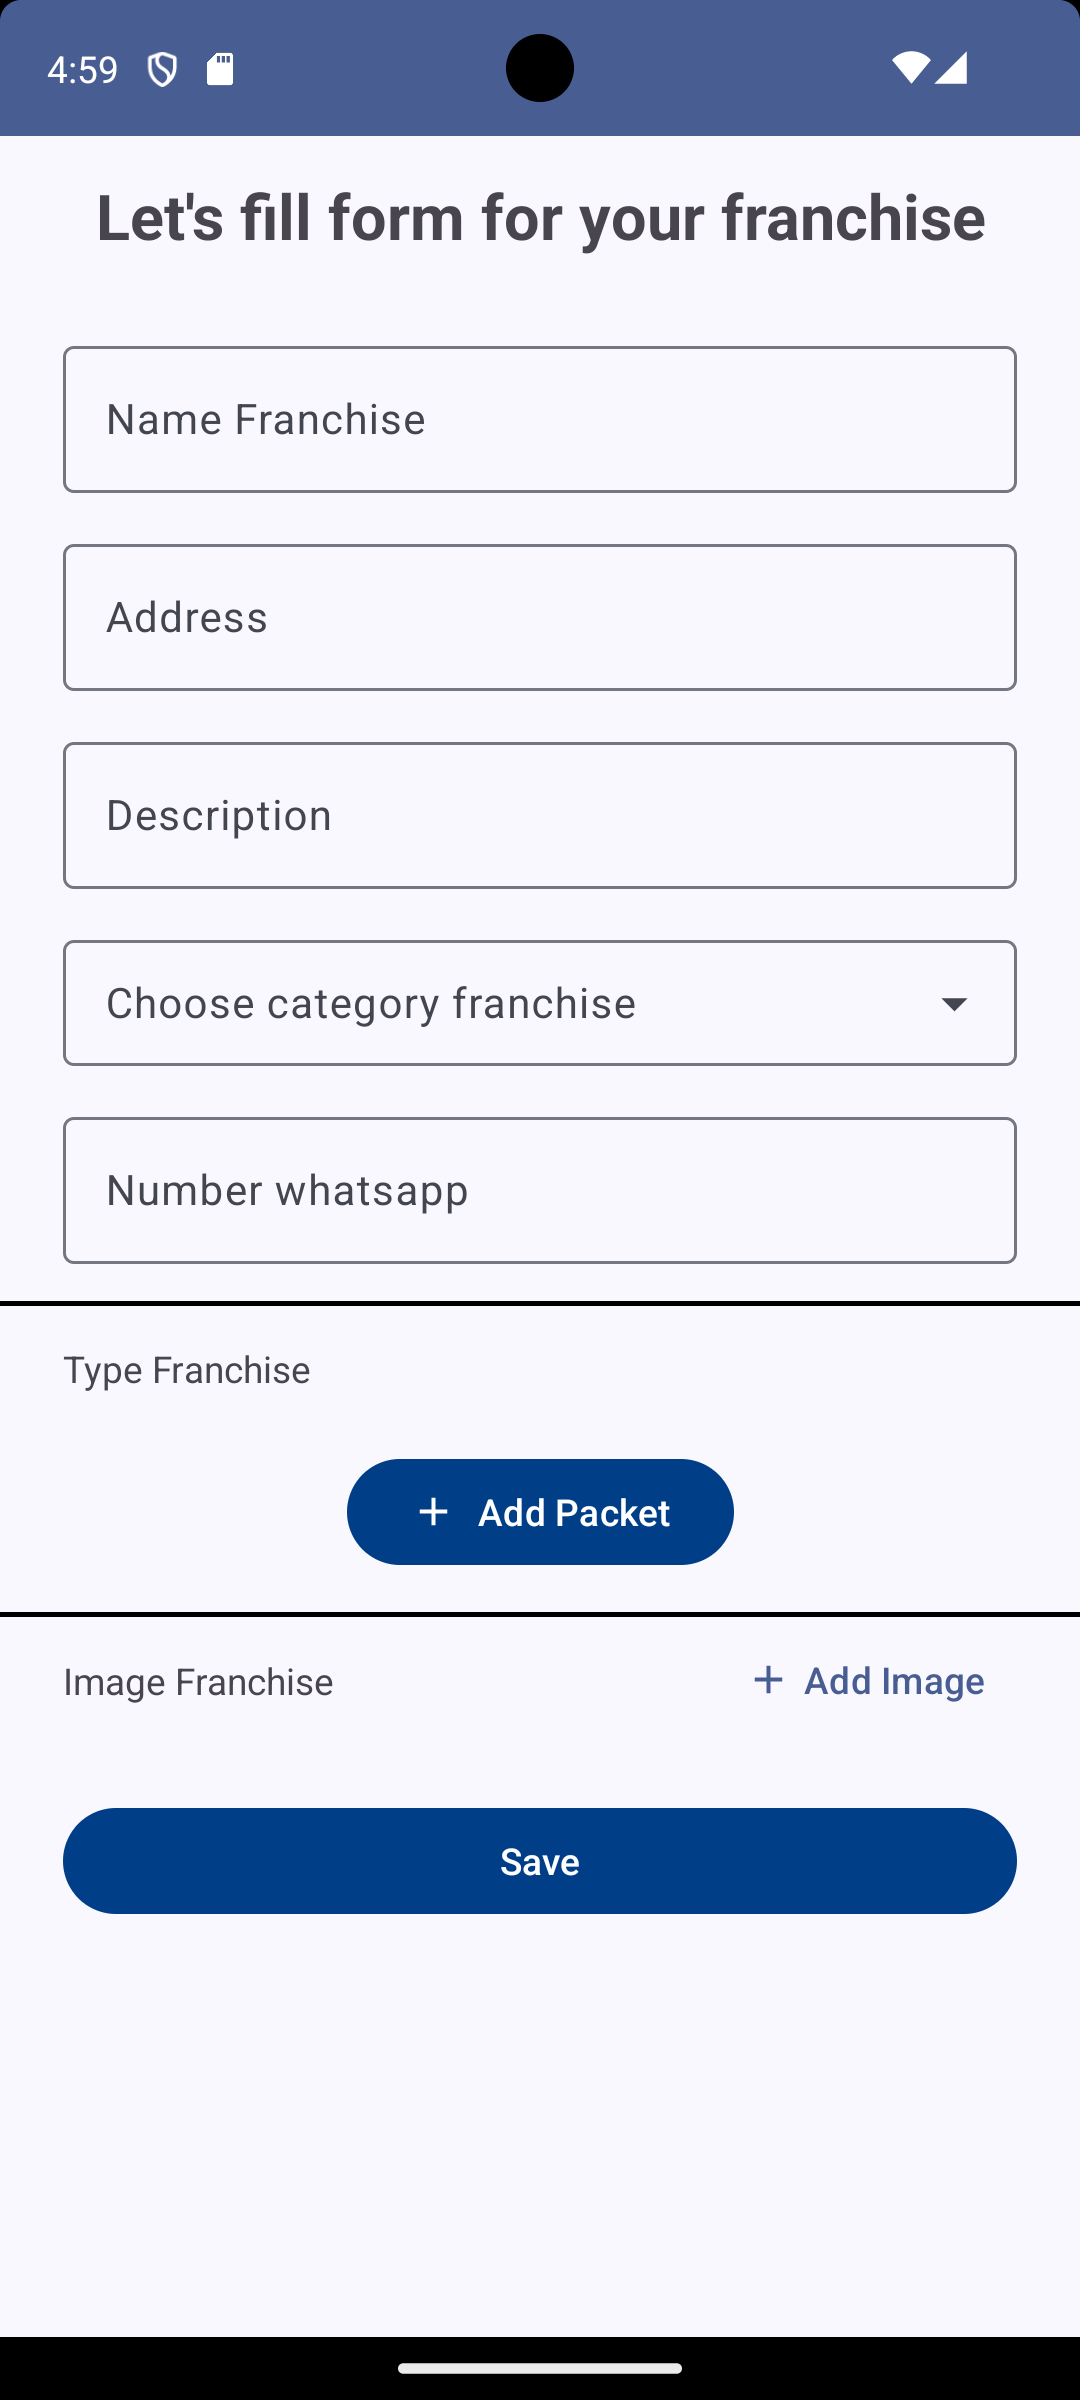 4:59
Let's fill form for your franchise
Name Franchise
Address
Description
Choose category franchise
Number whatsapp
Type Franchise
Add Packet
Image Franchise
Add Image
Save